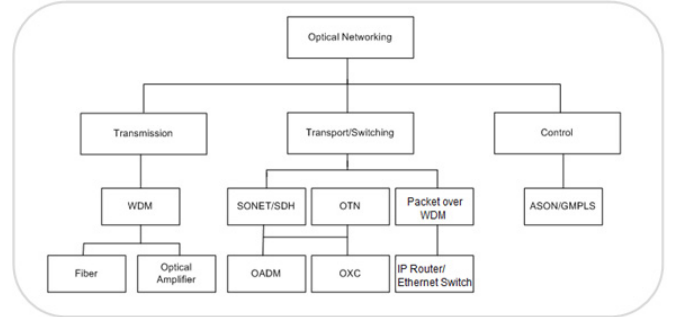 Optical Networking
Transmission
Transport/Switching
Control
WDM
SONET/SDH
OTN
Packet over
WDM
ASON/GMPLS
Fiber
Optical
Amplifier
OADM
OXC
IP Router/
Ethernet Switch